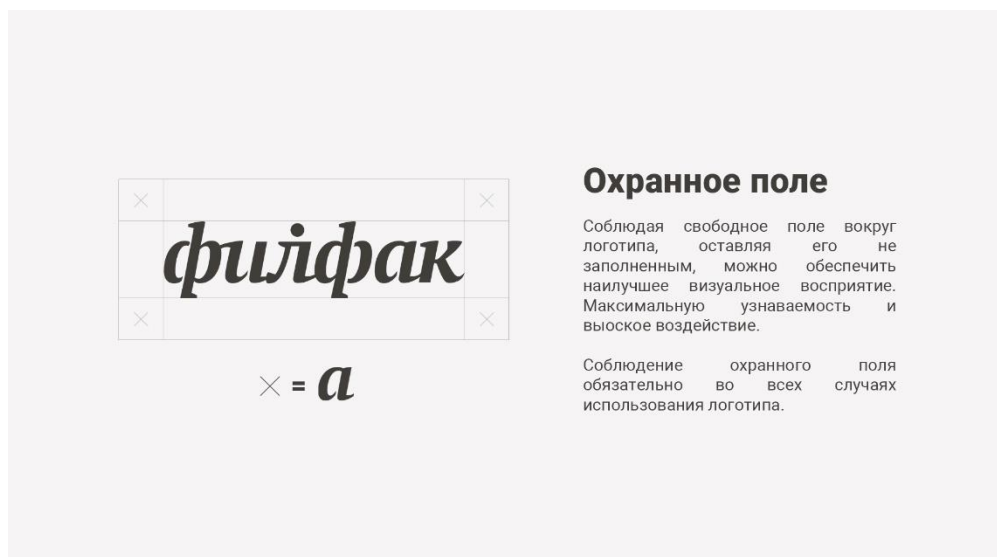 филфак
× = а
Охранное поле
Соблюдая свободное поле вокруг
логотипа, оставляя его не
заполненным, можно обеспечить
наилучшее визуальное восприятие.
Максимальную узнаваемость и
выоское воздействие.
Соблюдение охранного поля
обязательно во всех случаях
использования логотипа.